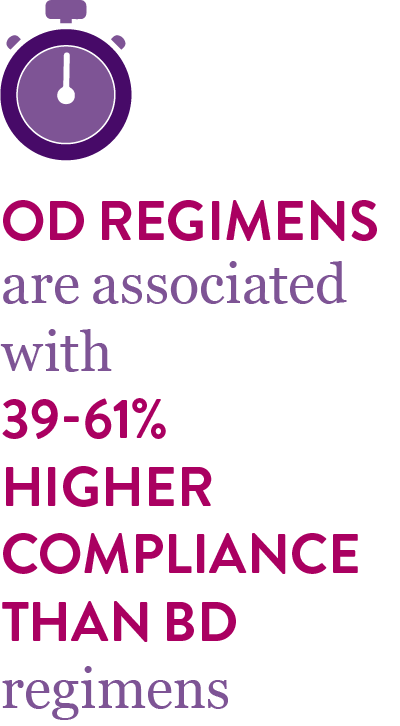 OD REGIMENS
are associated
with
39-61%
HIGHER
COMPLIANCE
THAN BD
regimens